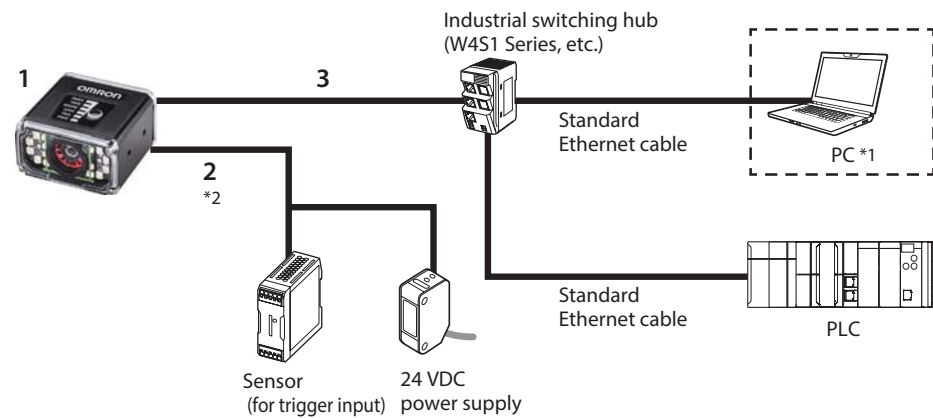 Industrial switching hub
(W4S1 Series, etc.)
1
OMRON
3
Standard
Ethernet cable
PC *1
2
*2
Standard
Ethernet cable
PLC
Sensor
(for trigger input)
24 VDC
power supply